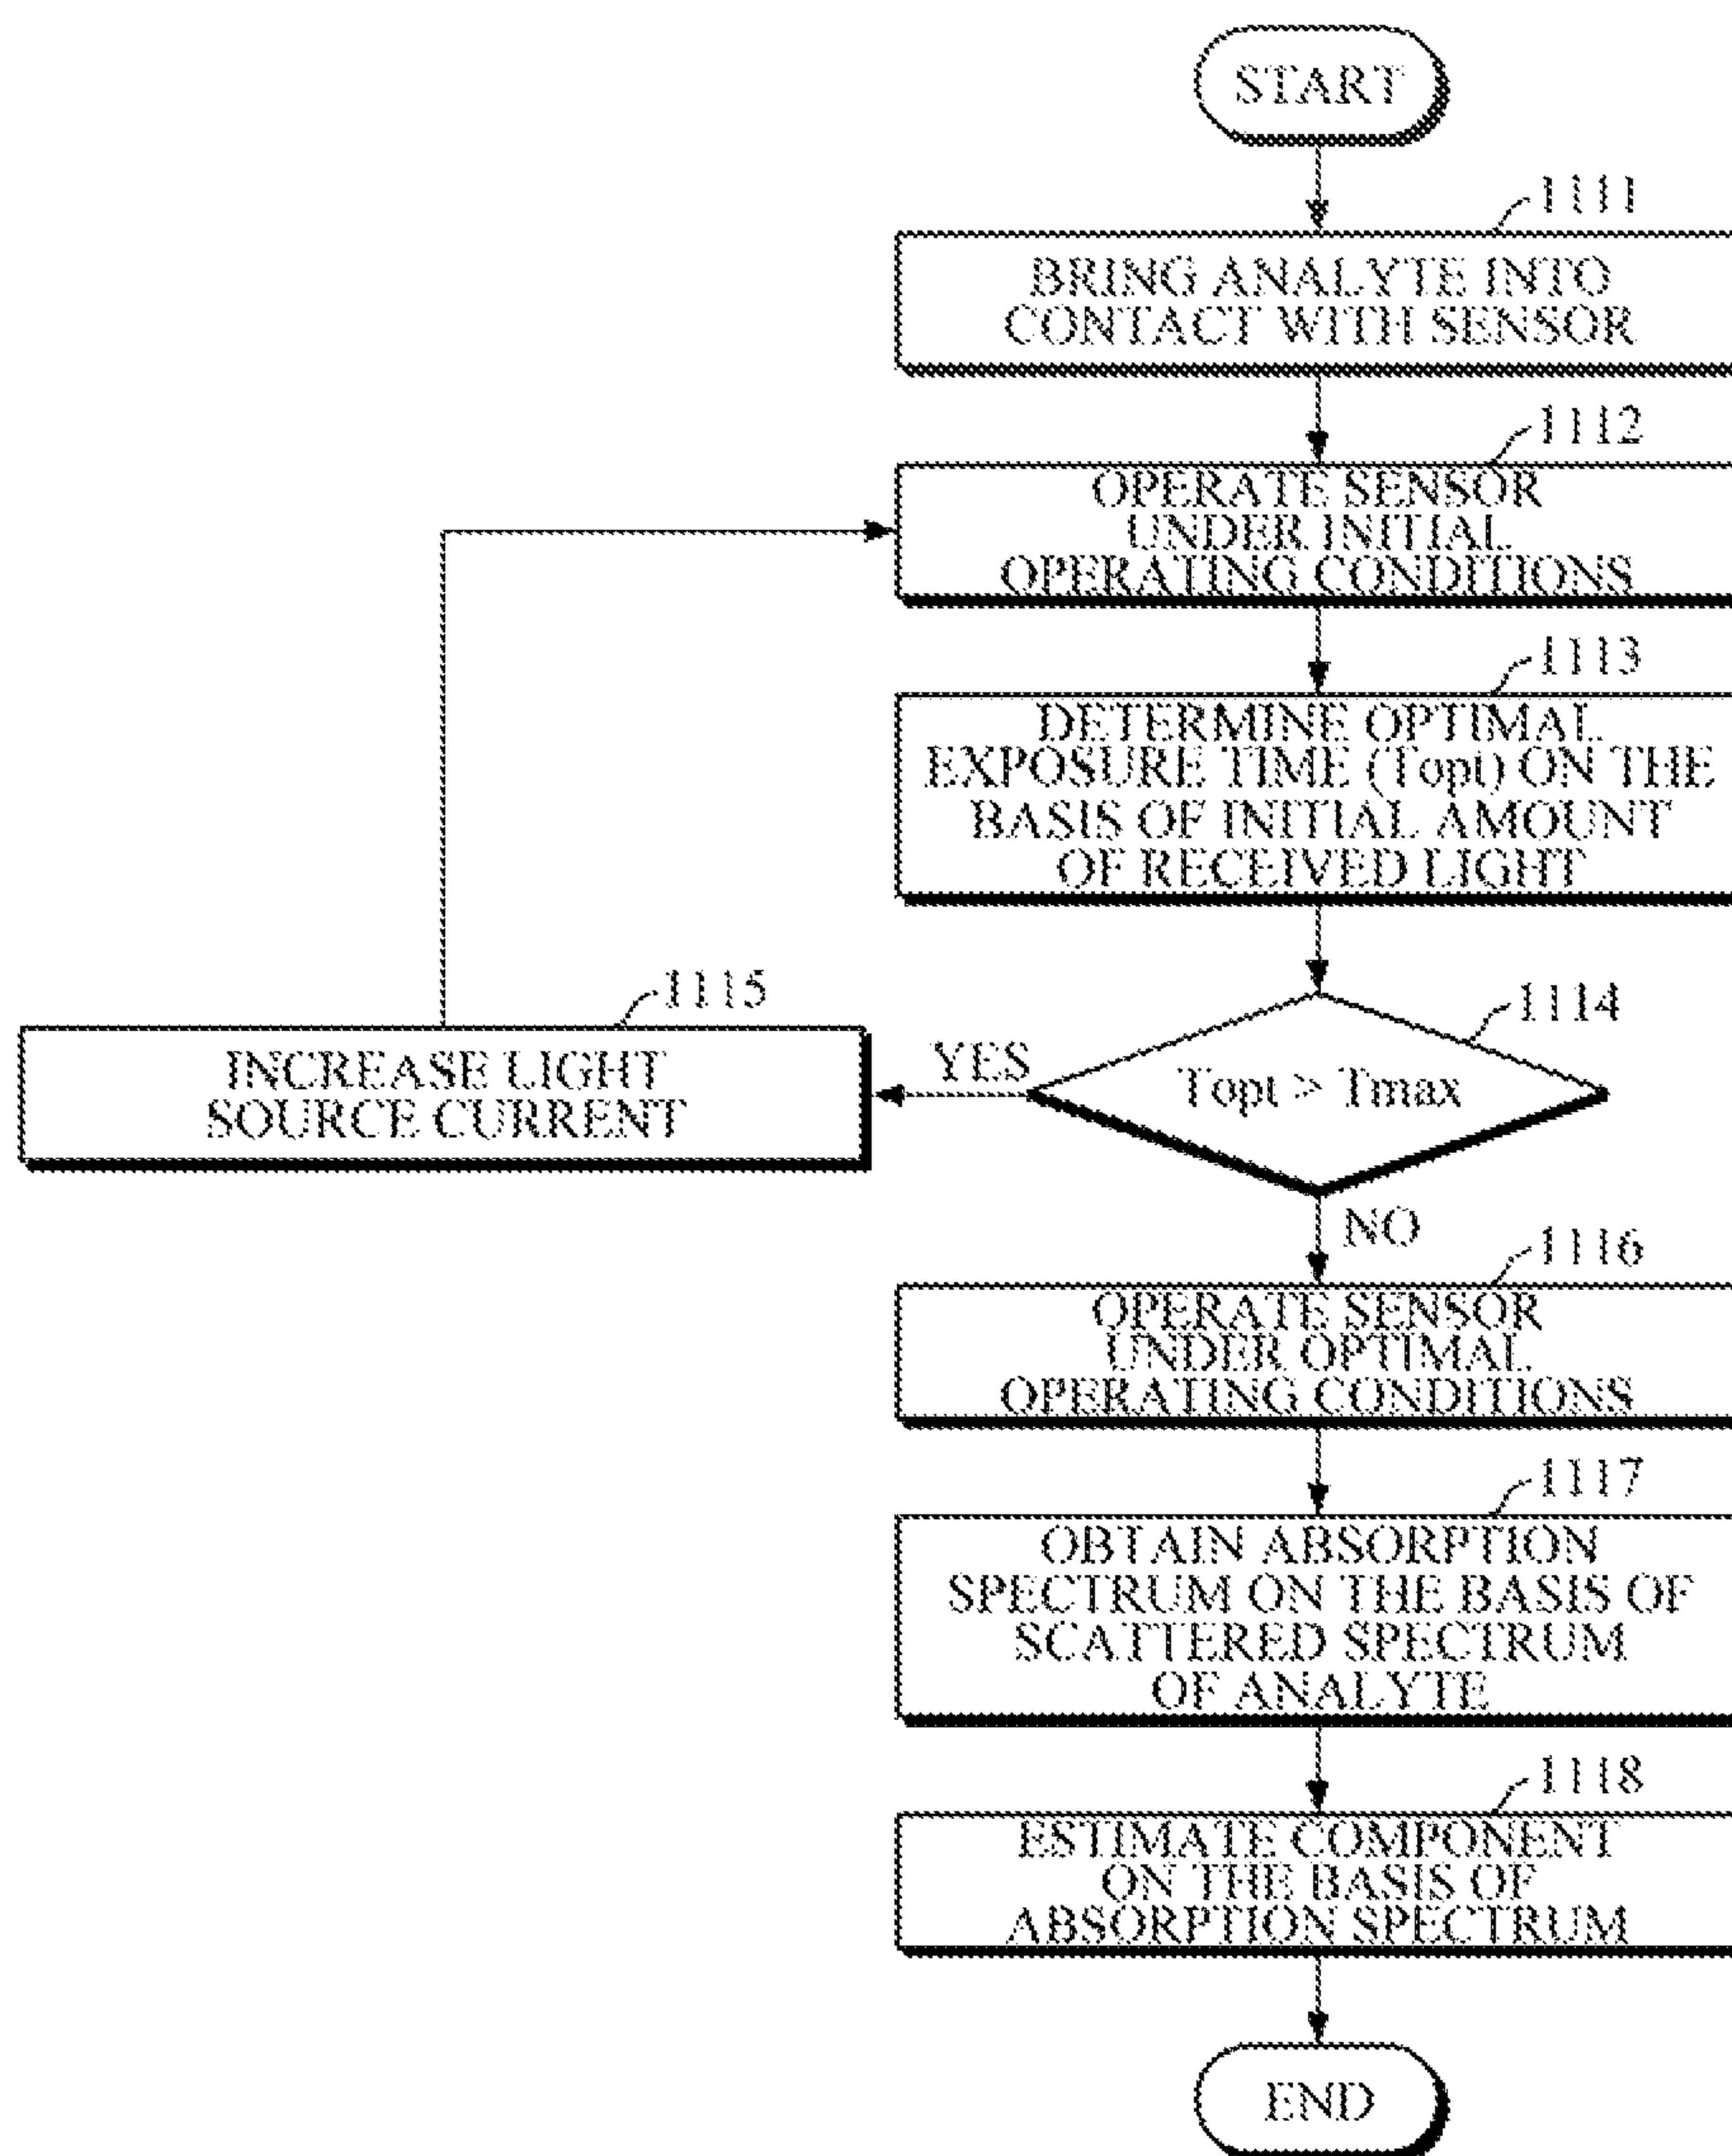 START
1111
BRING ANALYTE INTO
CONTACT WITH SENSOR
1112
OPERATE SENSOR
UNDER INITIAL
OPERATING CONDITIONS
1113
DETERMINE OPTIMAL
EXPOSURE TIME (Topt) ON THE
BASIS OF INITIAL AMOUNT
OF RECEIVED LIGHT
1114
Topt > Tmax
YES
1115
INCREASE LIGHT
SOURCE CURRENT
NO
1116
OPERATE SENSOR
UNDER OPTIMAL
OPERATING CONDITIONS
1117
OBTAIN ABSORPTION
SPECTRUM ON THE BASIS OF
SCATTERED SPECTRUM
OF ANALYTE
1118
ESTIMATE COMPONENT
ON THE BASIS OF
ABSORPTION SPECTRUM
END